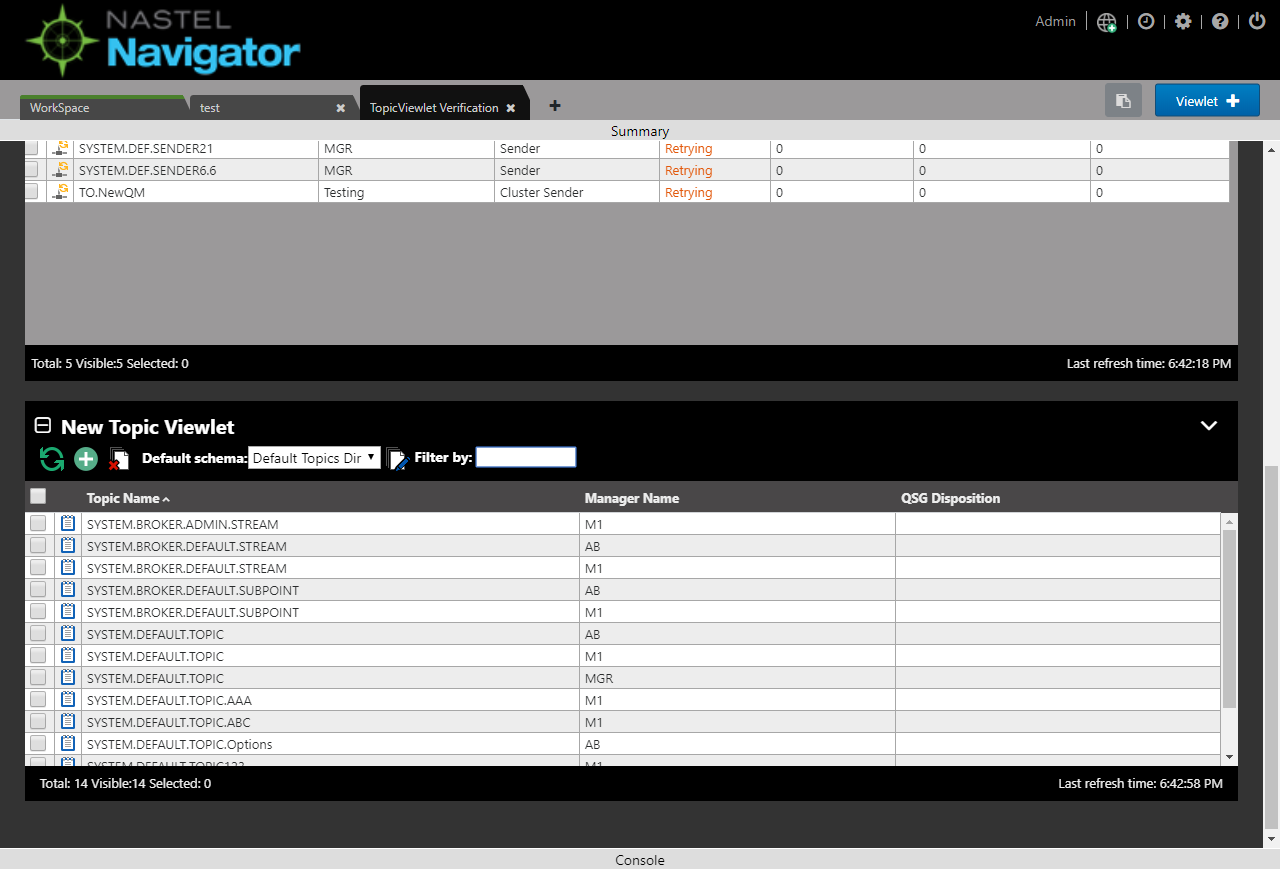 NASTEL
Navigator
Admin
WorkSpace test TopicViewlet Verification Viewlet
Summary
SYSTEM.DEF.SENDER21 MGR Sender Retrying 0 0 0
SYSTEM.DEF.SENDER6.6 MGR Sender Retrying 0 0 0
TO.NewQM Testing Cluster Sender Retrying 0 0 0
Total: 5 Visible:5 Selected: 0 Last refresh time: 6:42:18 PM
New Topic Viewlet
Default schema: Default Topics Dir Filter by:
Topic Name Manager Name QSG Disposition
SYSTEM.BROKER.ADMIN.STREAM M1
SYSTEM.BROKER.DEFAULT.STREAM AB
SYSTEM.BROKER.DEFAULT.STREAM M1
SYSTEM.BROKER.DEFAULT.SUBPOINT AB
SYSTEM.BROKER.DEFAULT.SUBPOINT M1
SYSTEM.DEFAULT.TOPIC AB
SYSTEM.DEFAULT.TOPIC M1
SYSTEM.DEFAULT.TOPIC MGR
SYSTEM.DEFAULT.TOPIC.AAA M1
SYSTEM.DEFAULT.TOPIC.ABC M1
SYSTEM.DEFAULT.TOPIC.Options AB
SYSTEM.DEFAULT.TOPIC123 M1
Total: 14 Visible:14 Selected: 0 Last refresh time: 6:42:58 PM
Console